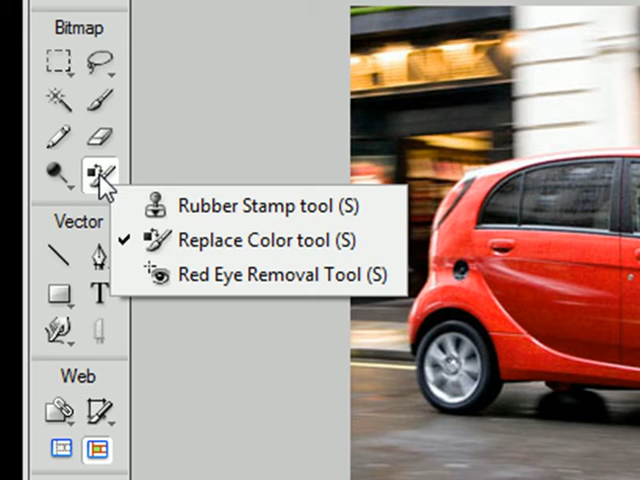 Bitmap
Rubber Stamp tool (S)
Vector
Replace Color tool (S)
Red Eye Removal Tool (S)
T
Web